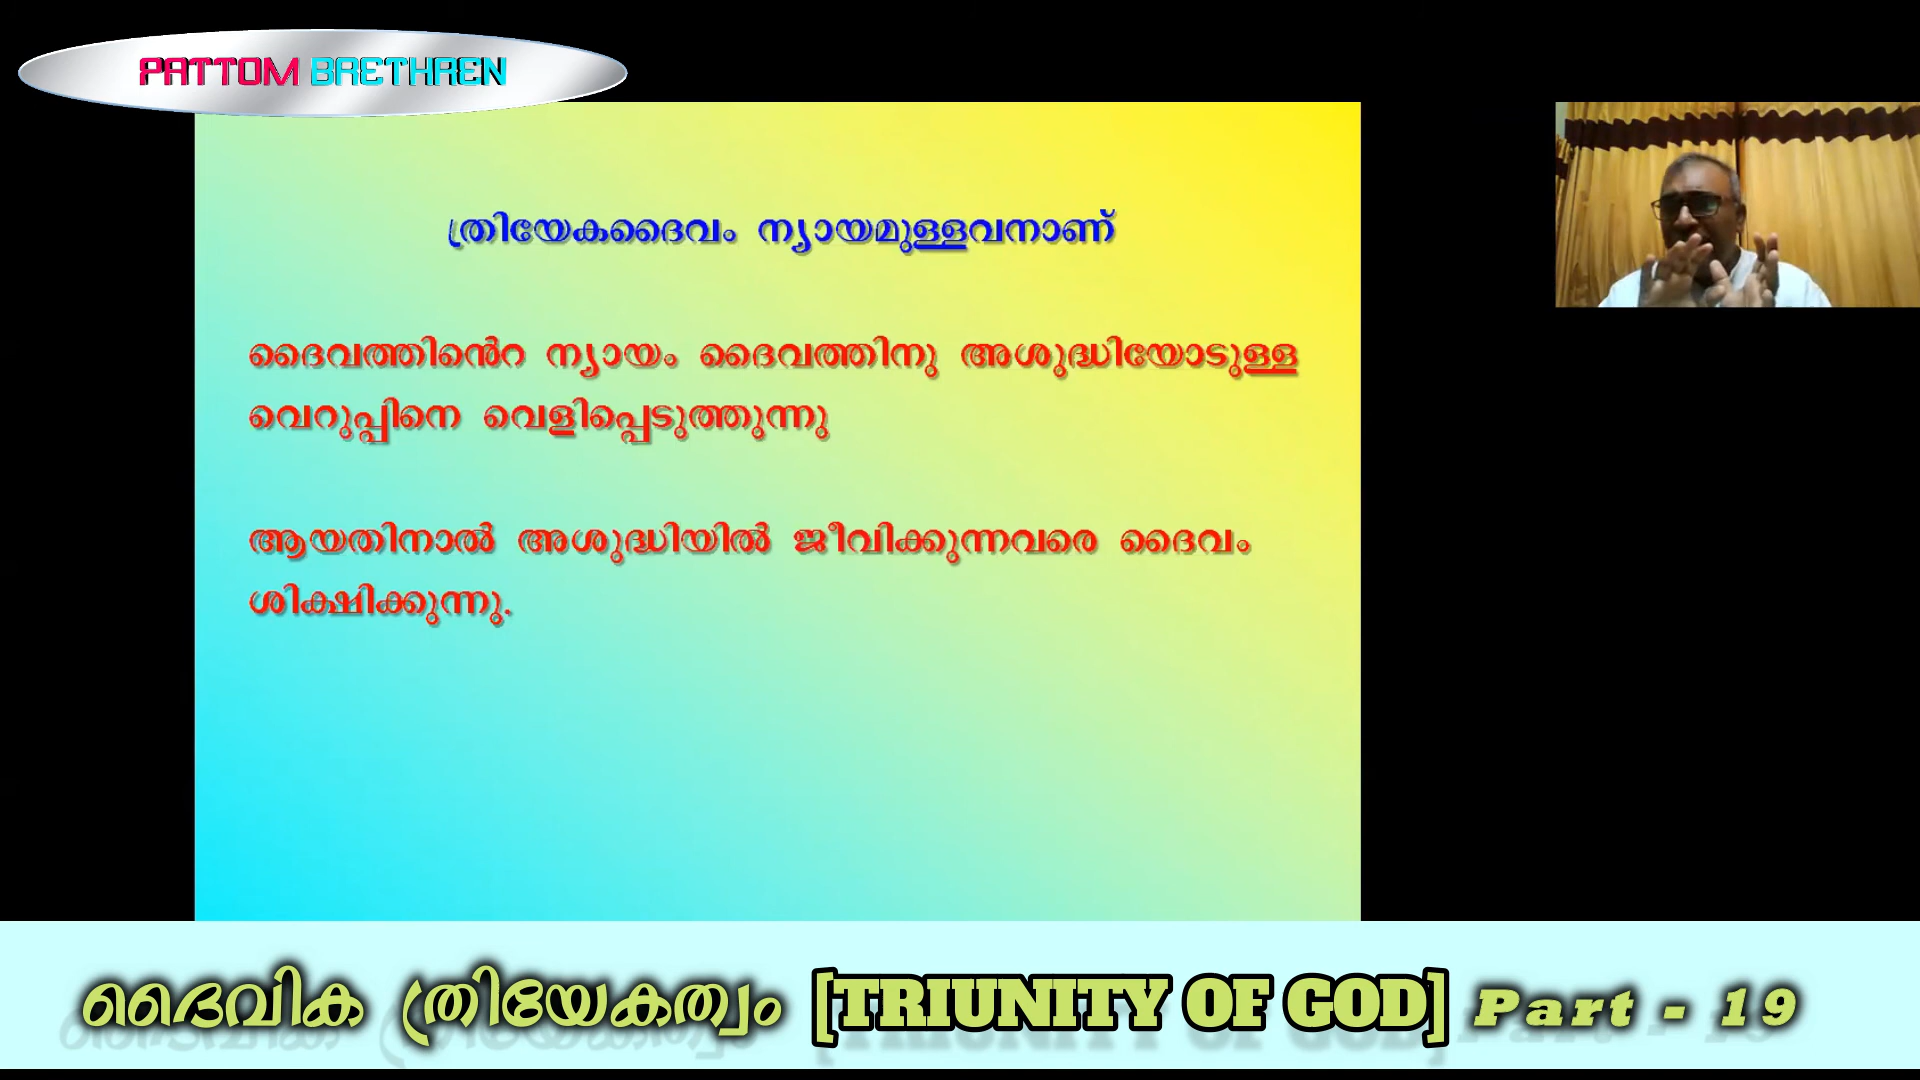 PATTOM BRETHREN
ത്രിയേകദൈവം ന്യായമുള്ളവനാണ്
ദൈവത്തിന്റെ ന്യായം ദൈവത്തിനു അശുദ്ധിയോടുള്ള
വെറുപ്പിനെ വെളിപ്പെടുത്തുന്നു
ആയതിനാൽ അശുദ്ധിയിൽ ജീവിക്കുന്നവരെ ദൈവം
ശിക്ഷിക്കുന്നു.
ദൈവിക ത്രിയേകത്വം [TRIUNITY OF GOD] Part - 19